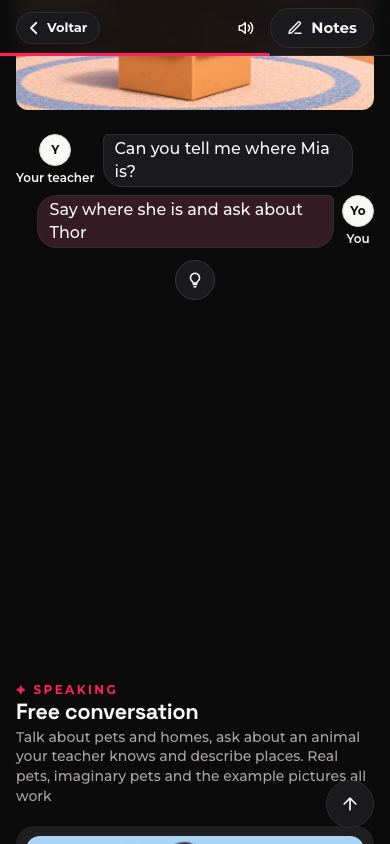 Voltar
Notes
Y
Your teacher
Can you tell me where Mia
is?
Say where she is and ask about
Thor
Yo
You
SPEAKING
Free conversation
Talk about pets and homes, ask about an animal
your teacher knows and describe places. Real
pets, imaginary pets and the example pictures all
work